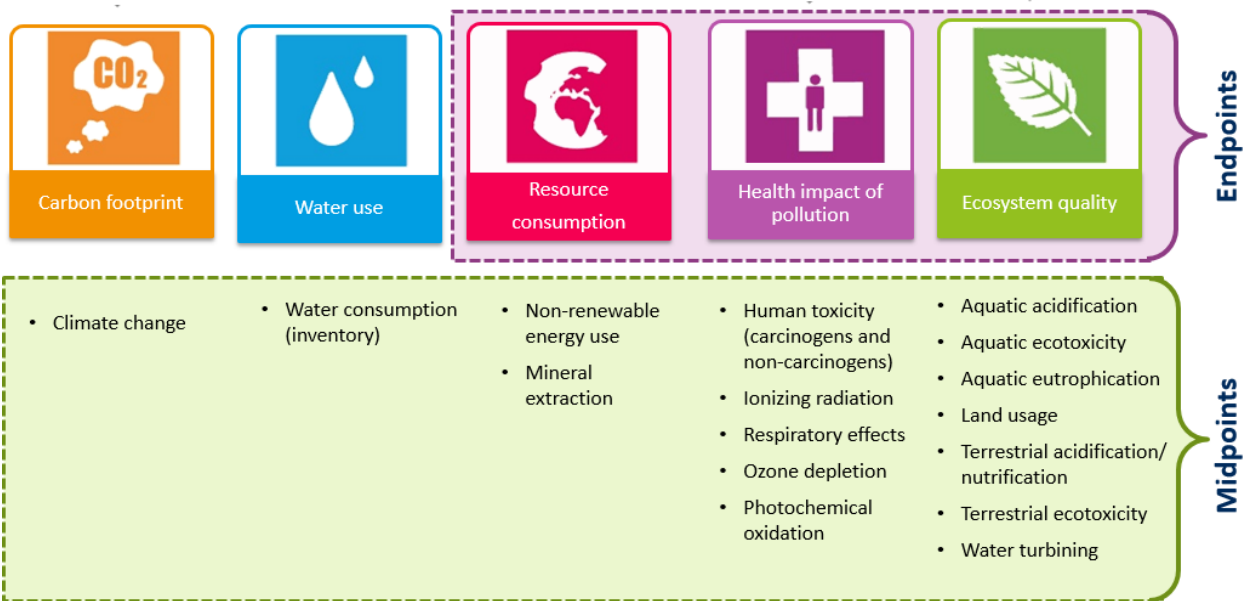 CO2
Carbon footprint
Water use
Resource
consumption
Health impact of
pollution
Ecosystem quality
Endpoints
• Climate change
• Water consumption
(inventory)
• Non-renewable
energy use
• Mineral
extraction
• Human toxicity
(carcinogens and
non-carcinogens)
• Ionizing radiation
• Respiratory effects
• Ozone depletion
• Photochemical
oxidation
• Aquatic acidification
• Aquatic ecotoxicity
• Aquatic eutrophication
• Land usage
• Terrestrial acidification/
nutrification
• Terrestrial ecotoxicity
• Water turbining
Midpoints